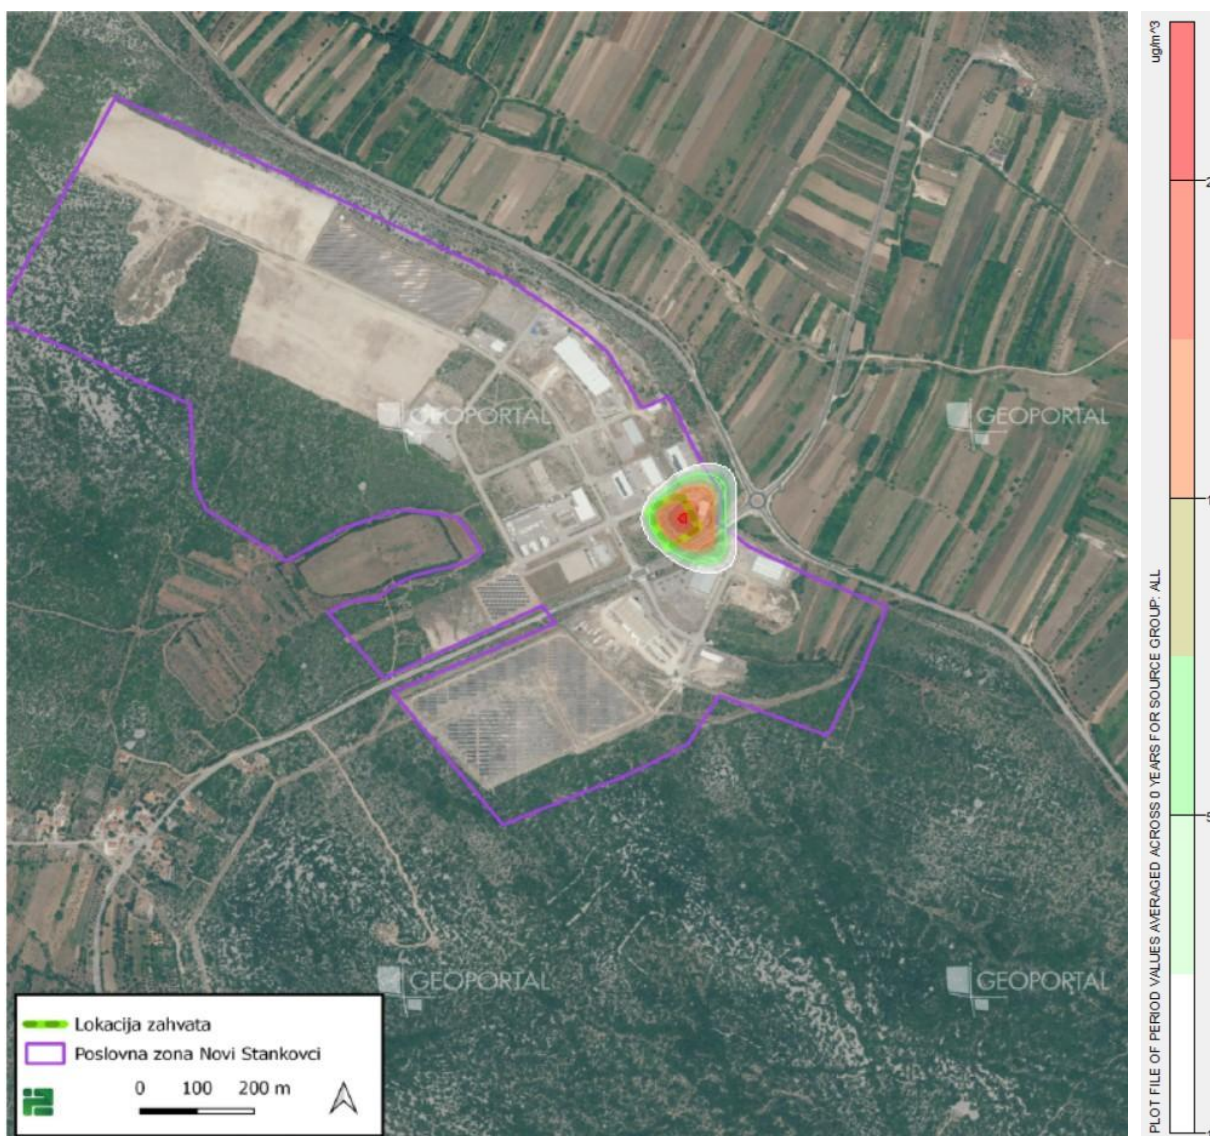 ug/m^3
PLOT FILE OF PERIOD VALUES AVERAGED ACROSS 0 YEARS FOR SOURCE GROUP: ALL
GEOPORTAL
GEOPORTAL
GEOPORTAL
GEOPORTAL
Lokacija zahvata
Poslovna zona Novi Stankovci
0 100 200 m